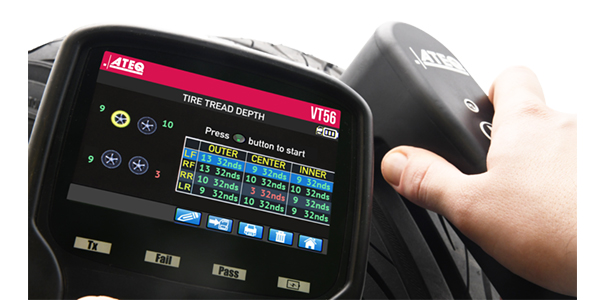 ATEQ
ATEQ
VT56
TIRE TREAD DEPTH
Press button to start
9 10
9 3
OUTER CENTER INNER
LF 13 32nds 9 32nds 9 32nds
RF 13 32nds 10 32nds 10 32nds
RR 10 32nds 3 32nds 10 32nds
LR 9 32nds 10 32nds 9 32nds
Tx Fail Pass